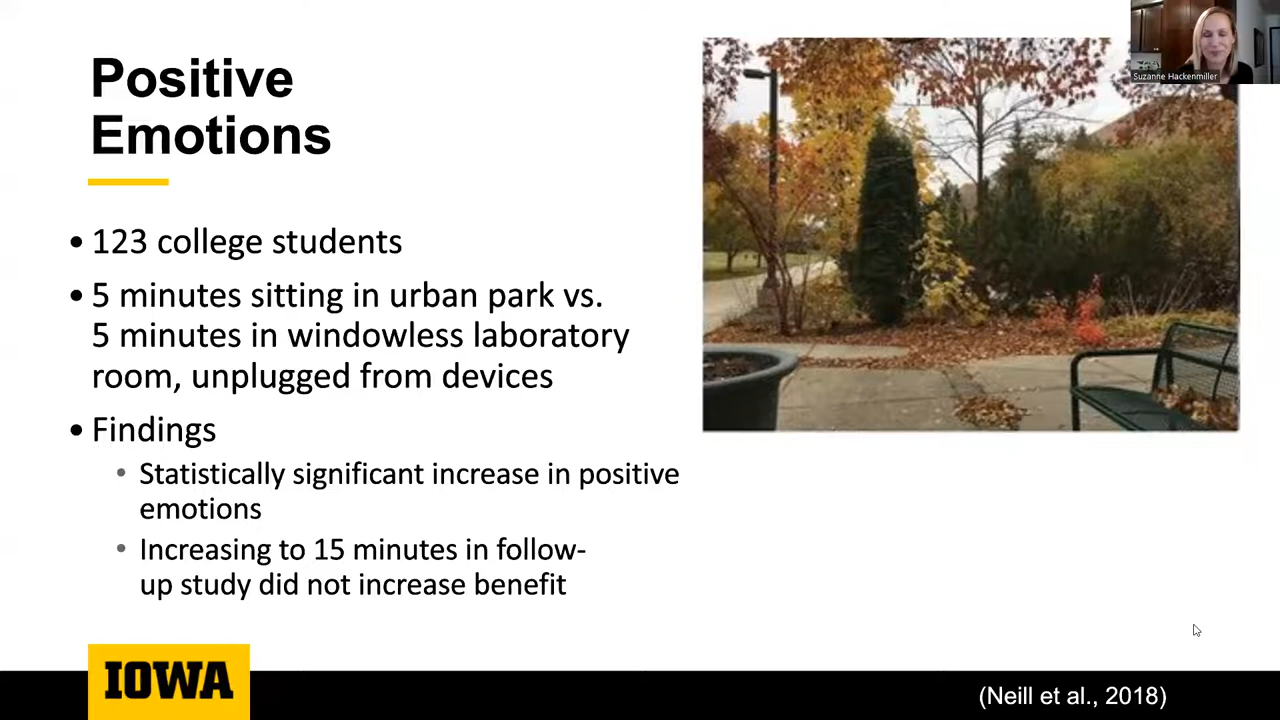 Positive
Emotions
Suzanne Hackenmiller
• 123 college students
• 5 minutes sitting in urban park vs.
5 minutes in windowless laboratory
room, unplugged from devices
• Findings
• Statistically significant increase in positive
emotions
• Increasing to 15 minutes in follow-
up study did not increase benefit
IOWA
(Neill et al., 2018)